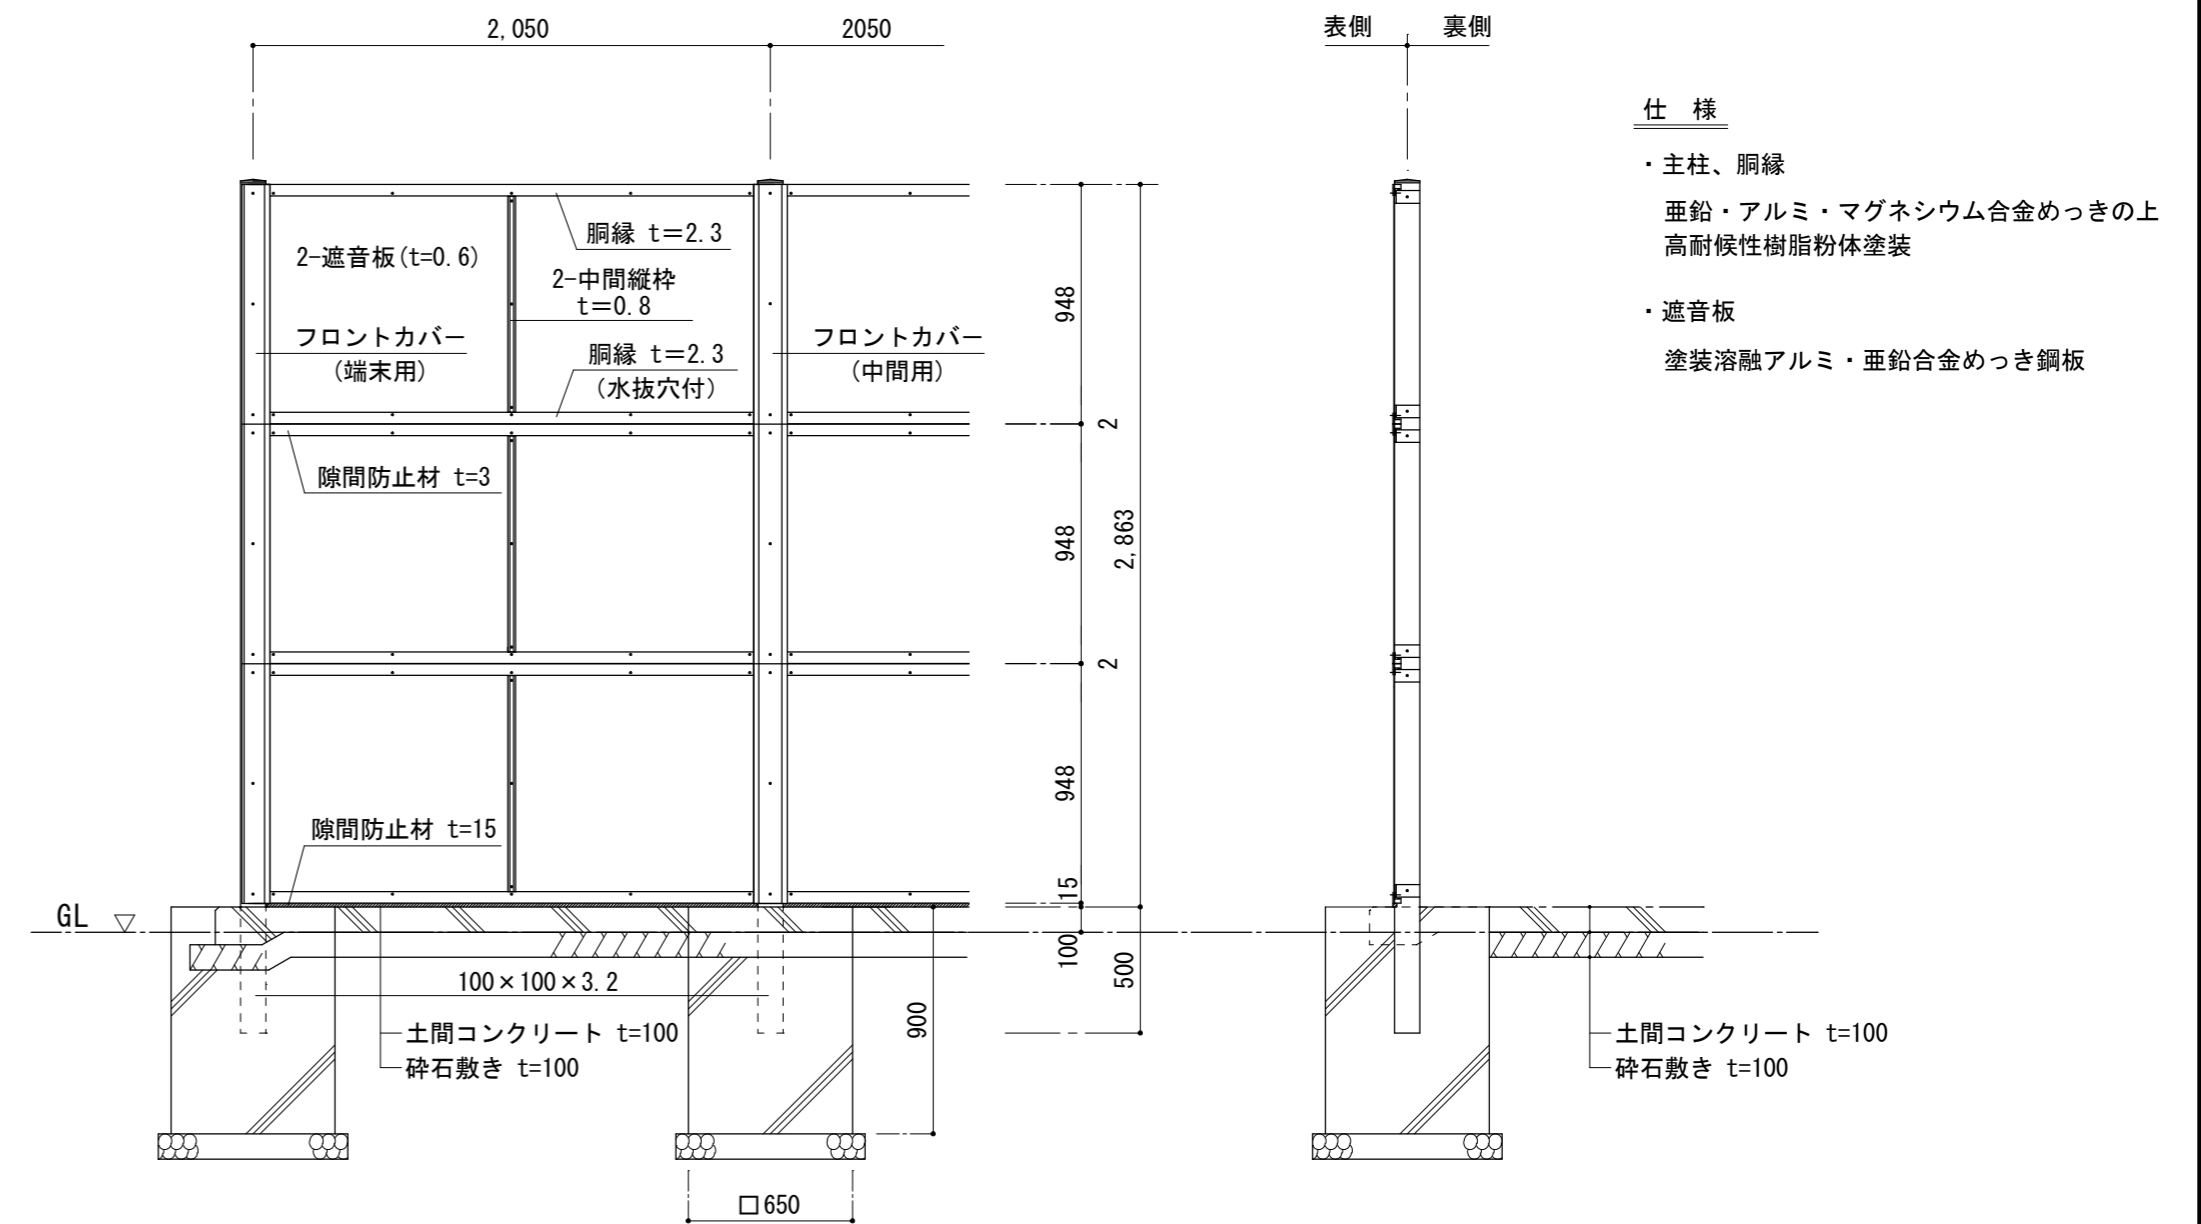 2,050
2050
表側
裏側
仕 様
・主柱、胴縁
亜鉛・アルミ・マグネシウム合金めっきの上
高耐候性樹脂粉体塗装
・遮音板
塗装溶融アルミ・亜鉛合金めっき鋼板
胴縁 t＝2.3
2-遮音板(t=0.6)
2-中間縦枠
t＝0.8
フロントカバー
(端末用)
胴縁 t＝2.3
(水抜穴付)
フロントカバー
(中間用)
隙間防止材 t=3
隙間防止材 t=15
948
2
948
2,863
2
948
15
100
500
900
GL
100×100×3.2
土間コンクリート t=100
砕石敷き t=100
土間コンクリート t=100
砕石敷き t=100
□650